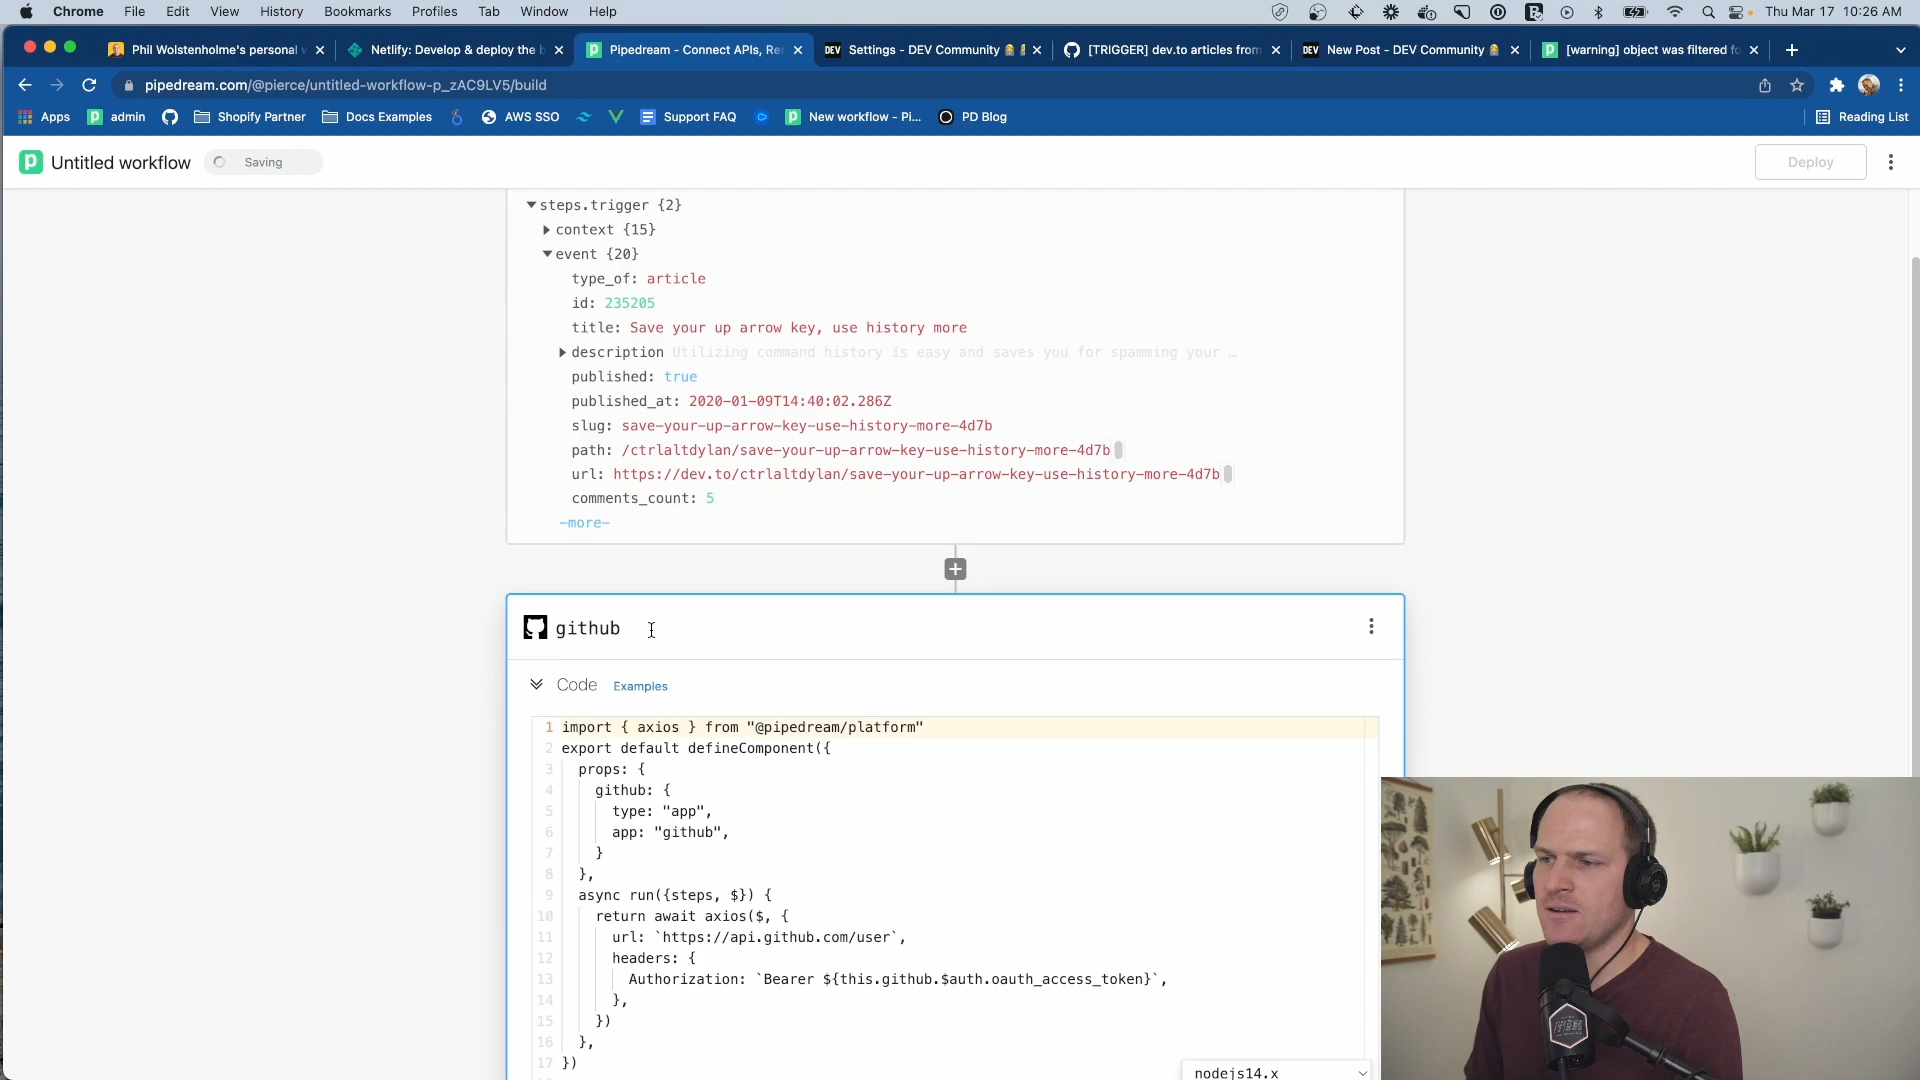 Chrome File Edit View History Bookmarks Profiles Tab Window Help Thu Mar 17 10:26 AM
Phil Wolstenholme's personal w Netlify: Develop & deploy the b Pipedream - Connect APIs, Re Settings - DEV Community [TRIGGER] dev.to articles from New Post - DEV Community [warning] object was filtered fo
pipedream.com/@pierce/untitled-workflow-p_zAC9LV5/build
Apps admin Shopify Partner Docs Examples AWS SSO Support FAQ New workflow - Pi... PD Blog Reading List
Untitled workflow Saving Deploy
steps.trigger {2}
context {15}
event {20}
type_of: article
id: 235205
title: Save your up arrow key, use history more
description Utilizing command history is easy and saves you for spamming your …
published: true
published_at: 2020-01-09T14:40:02.286Z
slug: save-your-up-arrow-key-use-history-more-4d7b
path: /ctrlaltdylan/save-your-up-arrow-key-use-history-more-4d7b
url: https://dev.to/ctrlaltdylan/save-your-up-arrow-key-use-history-more-4d7b
comments_count: 5
—more—
github
Code Examples
1 import { axios } from "@pipedream/platform"
2 export default defineComponent({
3 props: {
4 github: {
5 type: "app",
6 app: "github",
7 }
8 },
9 async run({steps, $}) {
10 return await axios($, {
11 url: `https://api.github.com/user`,
12 headers: {
13 Authorization: `Bearer ${this.github.$auth.oauth_access_token}`,
14 },
15 })
16 },
17 })
nodejs14.x